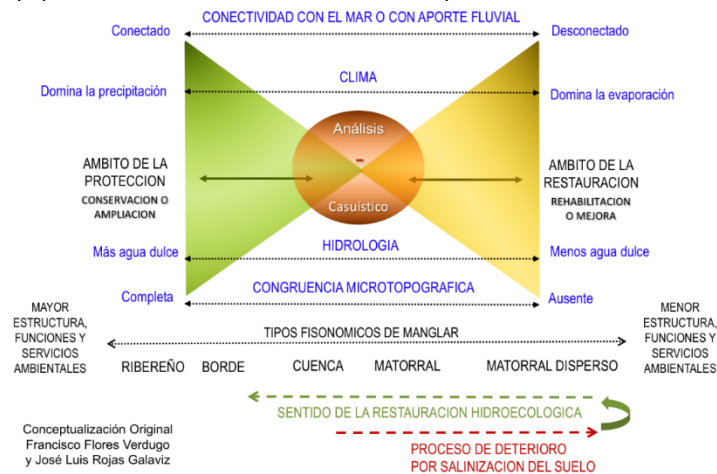 CONECTIVIDAD CON EL MAR O CON APORTE FLUVIAL
Conectado
Desconectado
CLIMA
Domina la precipitación
Domina la evaporación
Análisis
-
Casuístico
AMBITO DE LA
PROTECCION
CONSERVACION O
AMPLIACION
AMBITO DE LA
RESTAURACION
REHABILITACION
O MEJORA
HIDROLOGIA
Más agua dulce
Menos agua dulce
CONGRUENCIA MICROTOPOGRAFICA
Completa
Ausente
MAYOR
ESTRUCTURA,
FUNCIONES Y
SERVICIOS
AMBIENTALES
MENOR
ESTRUCTURA,
FUNCIONES Y
SERVICIOS
AMBIENTALES
TIPOS FISONOMICOS DE MANGLAR
RIBEREÑO BORDE CUENCA MATORRAL MATORRAL DISPERSO
SENTIDO DE LA RESTAURACION HIDROECOLOGICA
PROCESO DE DETERIORO
POR SALINIZACION DEL SUELO
Conceptualización Original
Francisco Flores Verdugo
y José Luis Rojas Galaviz